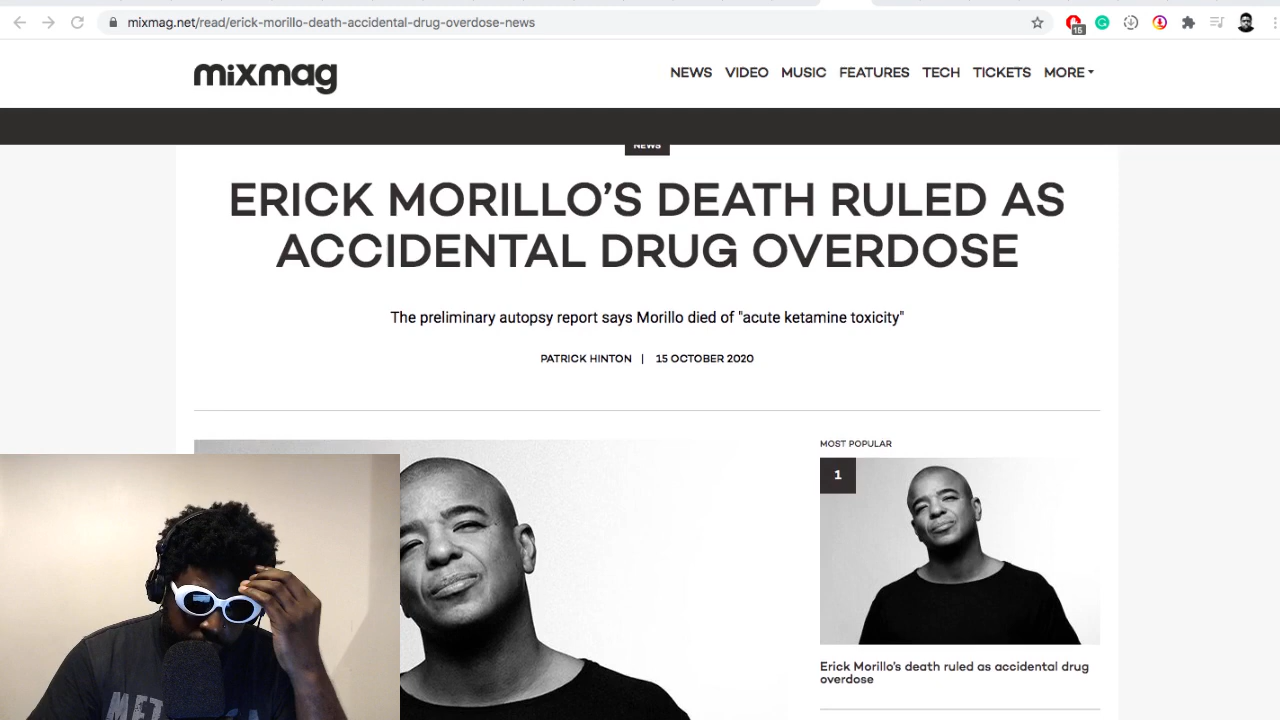 mixmag.net/read/erick-morillo-death-accidental-drug-overdose-news
15
mixmag
NEWS VIDEO MUSIC FEATURES TECH TICKETS MORE
NEWS
ERICK MORILLO’S DEATH RULED AS
ACCIDENTAL DRUG OVERDOSE
The preliminary autopsy report says Morillo died of "acute ketamine toxicity"
PATRICK HINTON | 15 OCTOBER 2020
MOST POPULAR
1
Erick Morillo’s death ruled as accidental drug
overdose